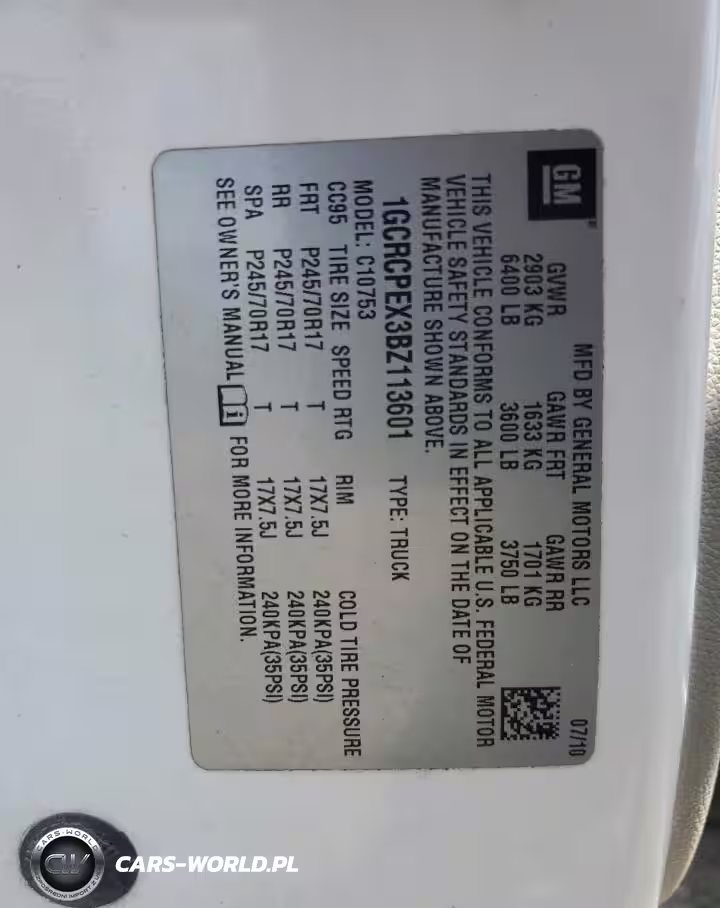 GM
MFD BY GENERAL MOTORS LLC 07/10
GVWR GAWR FRT GAWR RR
2903 KG 1633 KG 1701 KG
6400 LB 3600 LB 3750 LB
THIS VEHICLE CONFORMS TO ALL APPLICABLE U.S. FEDERAL MOTOR
VEHICLE SAFETY STANDARDS IN EFFECT ON THE DATE OF
MANUFACTURE SHOWN ABOVE.
1GCRCPEX3BZ113601 TYPE: TRUCK
MODEL: C10753
CC95 TIRE SIZE SPEED RTG RIM COLD TIRE PRESSURE
FRT P245/70R17 T 17X7.5J 240KPA(35PSI)
RR P245/70R17 T 17X7.5J 240KPA(35PSI)
SPA P245/70R17 T 17X7.5J 240KPA(35PSI)
SEE OWNER'S MANUAL i FOR MORE INFORMATION.
CARS-WORLD
CW
CARS-WORLD.PL